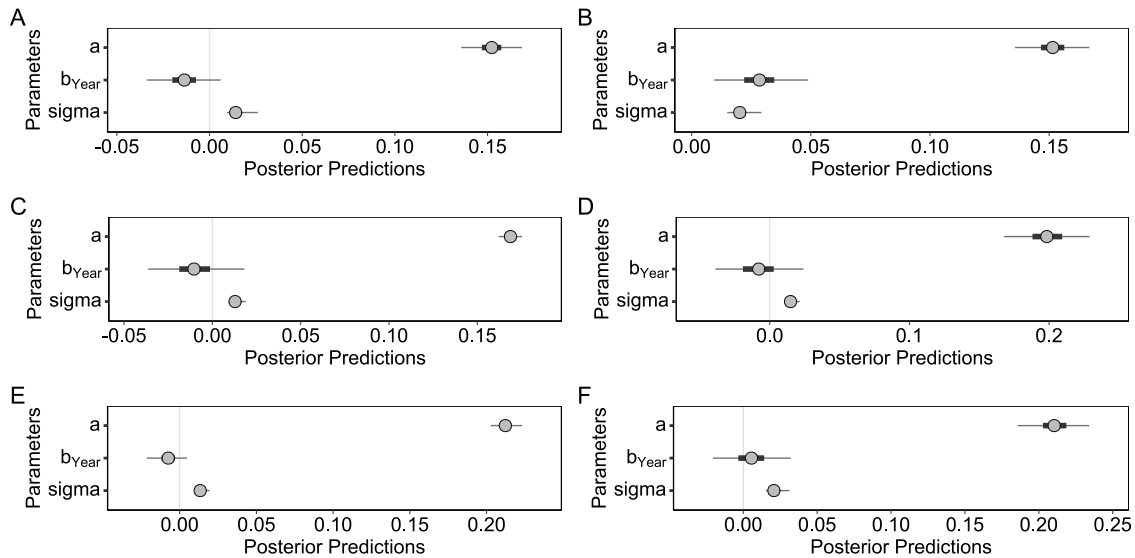 A
Parameters
a
bYear
sigma
-0.05 0.00 0.05 0.10 0.15
Posterior Predictions
B
Parameters
a
bYear
sigma
0.00 0.05 0.10 0.15
Posterior Predictions
C
Parameters
a
bYear
sigma
-0.05 0.00 0.05 0.10 0.15
Posterior Predictions
D
Parameters
a
bYear
sigma
0.0 0.1 0.2
Posterior Predictions
E
Parameters
a
bYear
sigma
0.00 0.10 0.20
Posterior Predictions
F
Parameters
a
bYear
sigma
0.00 0.05 0.10 0.15 0.20 0.25
Posterior Predictions